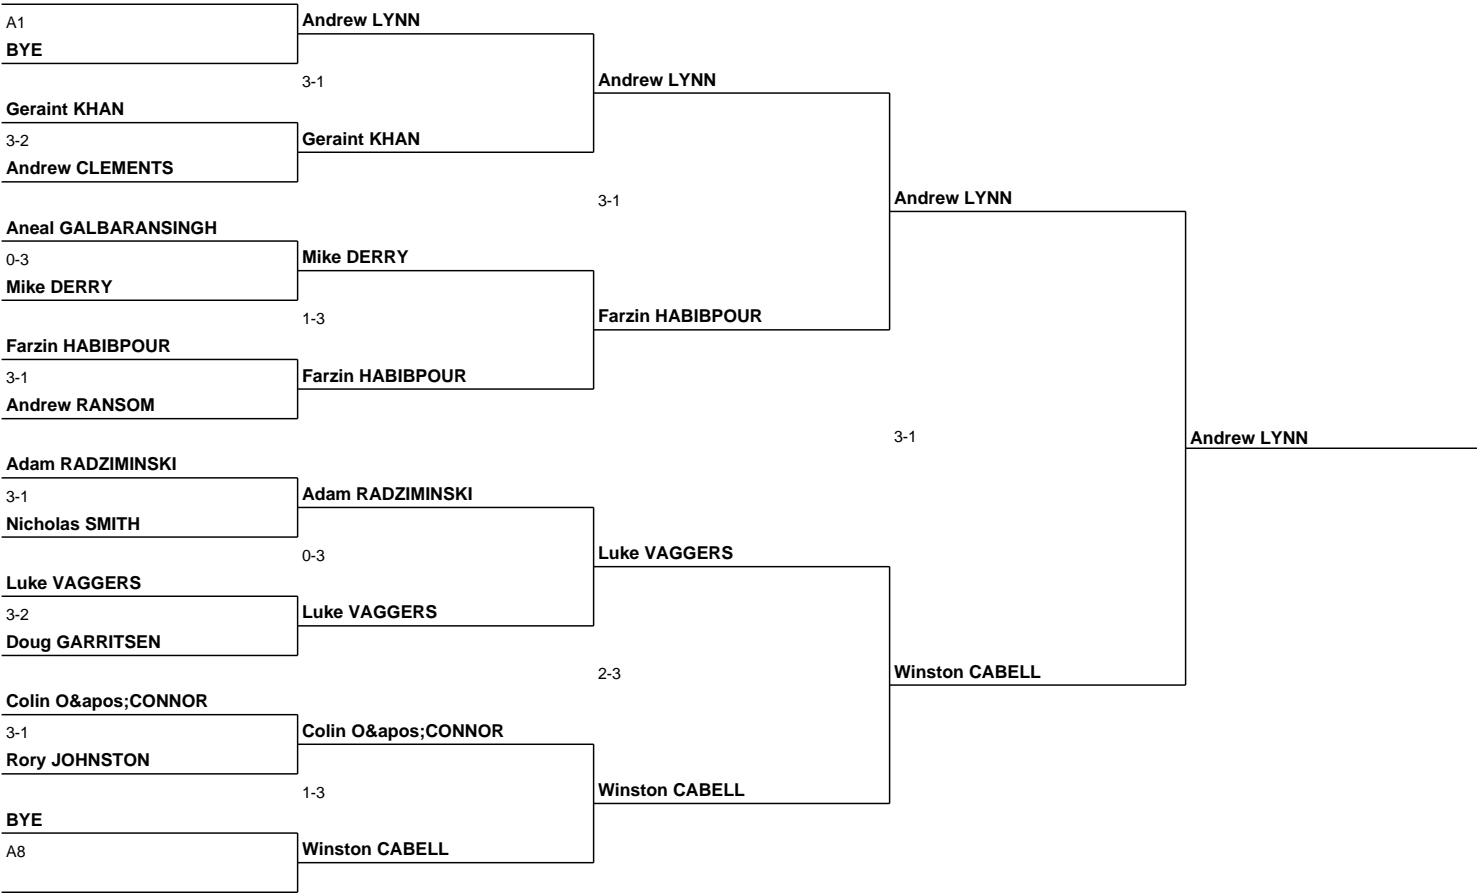 A1
BYE
Geraint KHAN
3-2
Andrew CLEMENTS
Aneal GALBARANSINGH
0-3
Mike DERRY
Farzin HABIBPOUR
3-1
Andrew RANSOM
Adam RADZIMINSKI
3-1
Nicholas SMITH
Luke VAGGERS
3-2
Doug GARRITSEN
Colin O&apos;CONNOR
3-1
Rory JOHNSTON
BYE
A8
Andrew LYNN
3-1
Geraint KHAN
Mike DERRY
1-3
Farzin HABIBPOUR
Adam RADZIMINSKI
0-3
Luke VAGGERS
Colin O&apos;CONNOR
1-3
Winston CABELL
Andrew LYNN
3-1
Farzin HABIBPOUR
Luke VAGGERS
2-3
Winston CABELL
Andrew LYNN
3-1
Winston CABELL
Andrew LYNN